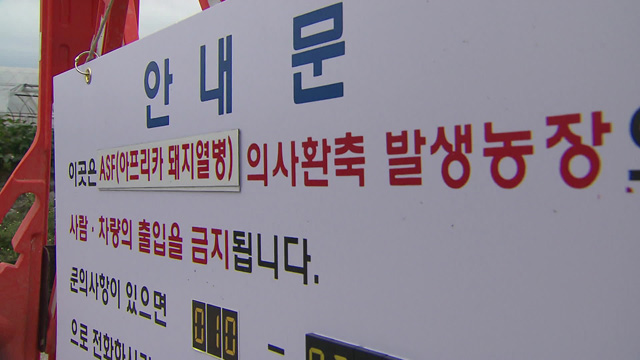 안내문
이곳은 ASF(아프리카 돼지열병) 의사환축 발생농장
사람·차량의 출입을 금지됩니다.
문의사항이 있으면 010 -
으로